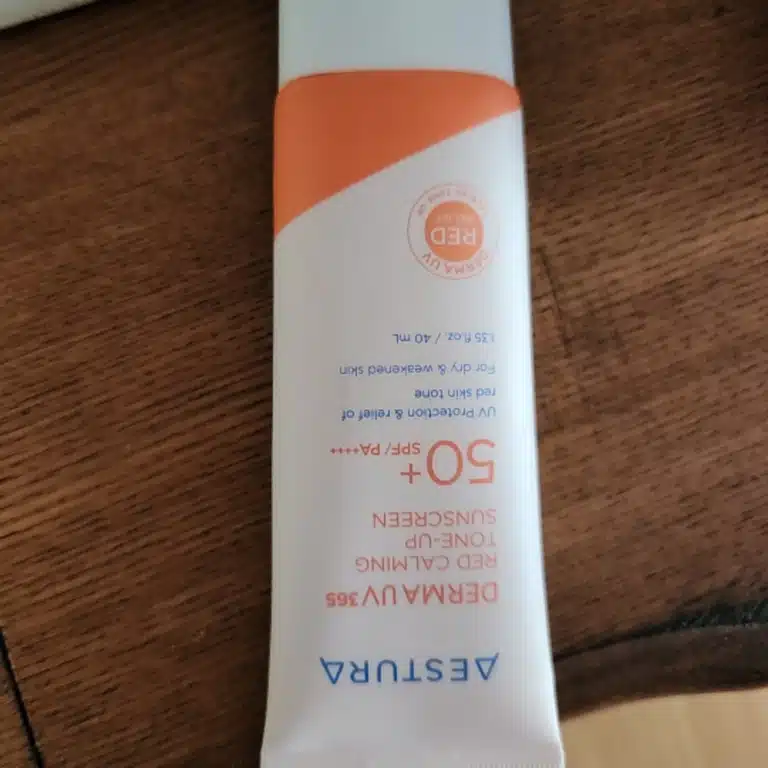 AESTURA
DERMA UV 365
RED CALMING
TONE-UP
SUNSCREEN
50+ SPF/ PA++++
UV Protection & relief of
red skin tone
For dry & weakened skin
1.35 fl.oz. / 40 mL
DERMA UV
RED